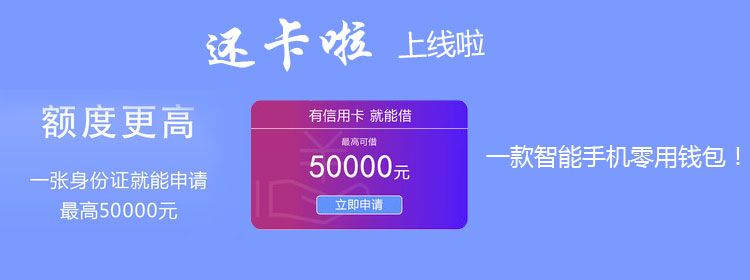 还卡啦 上线啦
额度更高
一张身份证就能申请
最高50000元
有信用卡 就能借
最高可借
50000元
立即申请
一款智能手机零用钱包！